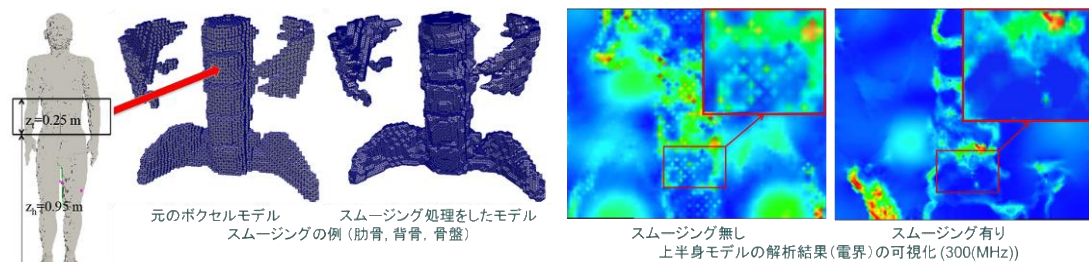 z_t=0.25 m
z_h=0.95 m
元のボクセルモデル
スムージング処理をしたモデル
スムージングの例（肋骨, 背骨, 骨盤）
スムージング無し
スムージング有り
上半身モデルの解析結果（電界）の可視化 (300(MHz))